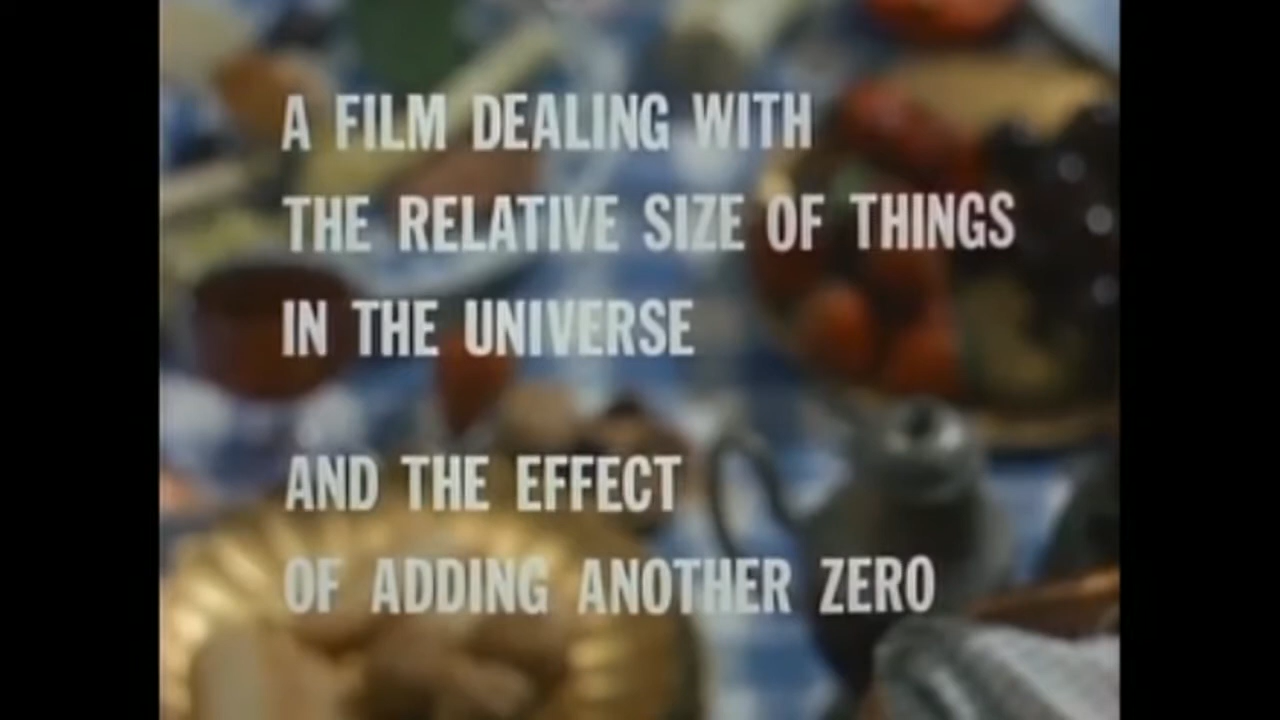 A FILM DEALING WITH
THE RELATIVE SIZE OF THINGS
IN THE UNIVERSE
AND THE EFFECT
OF ADDING ANOTHER ZERO